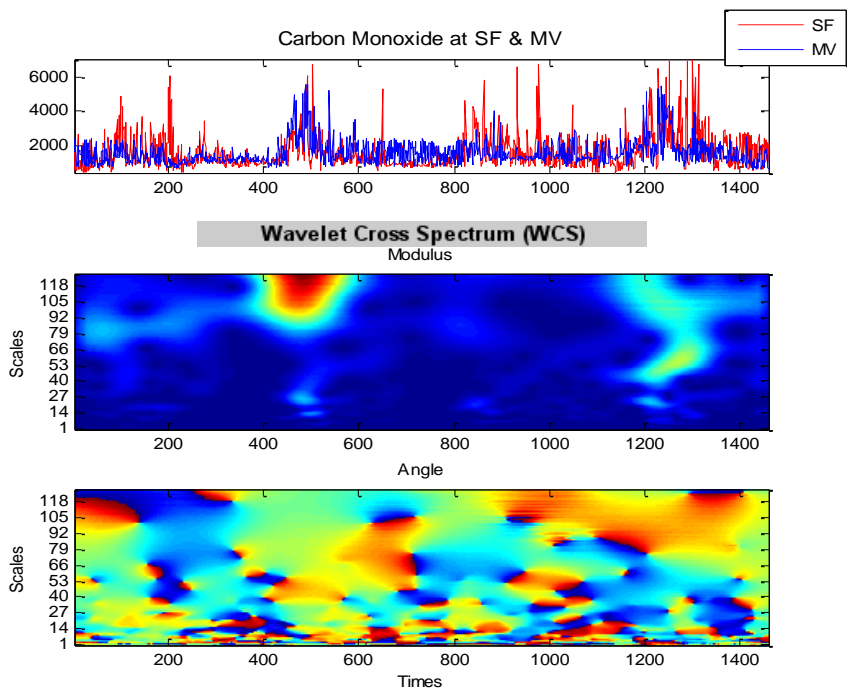 SF
MV
Carbon Monoxide at SF & MV
6000
4000
2000
200 400 600 800 1000 1200 1400
Wavelet Cross Spectrum (WCS)
Modulus
Scales
118
105
92
79
66
53
40
27
14
1
200 400 600 800 1000 1200 1400
Angle
Scales
118
105
92
79
66
53
40
27
14
1
200 400 600 800 1000 1200 1400
Times